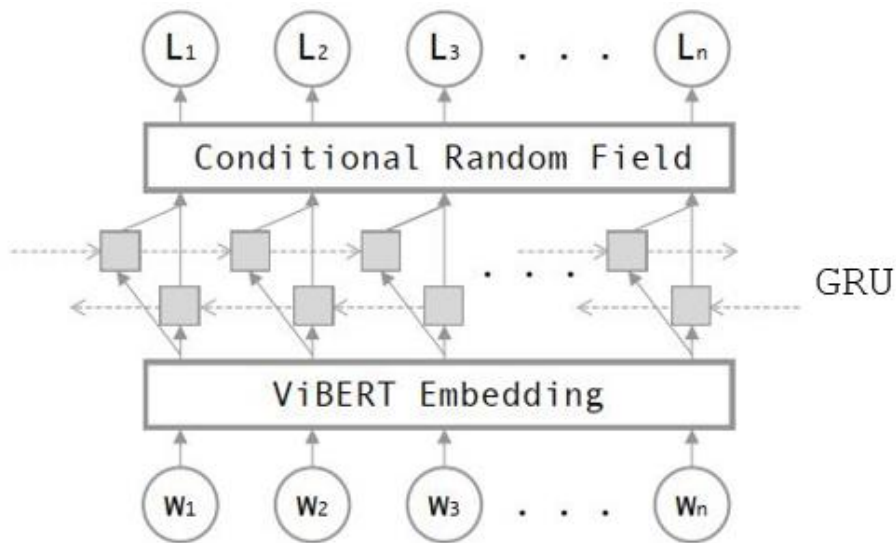 L1 L2 L3 . . . Ln
Conditional Random Field
. . .
GRU
ViBERT Embedding
w1 w2 w3 . . . wn